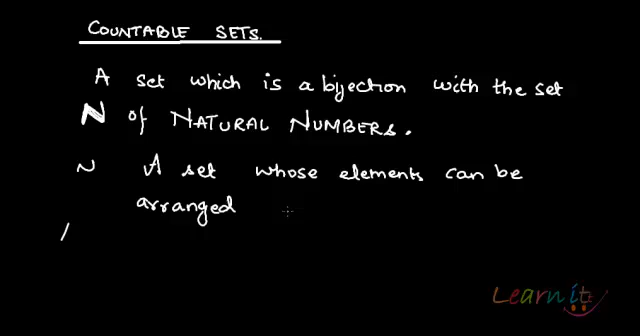 COUNTABLE SETS.
A set which is a bijection with the set
N of NATURAL NUMBERS.
~ A set whose elements can be
arranged
Learnit